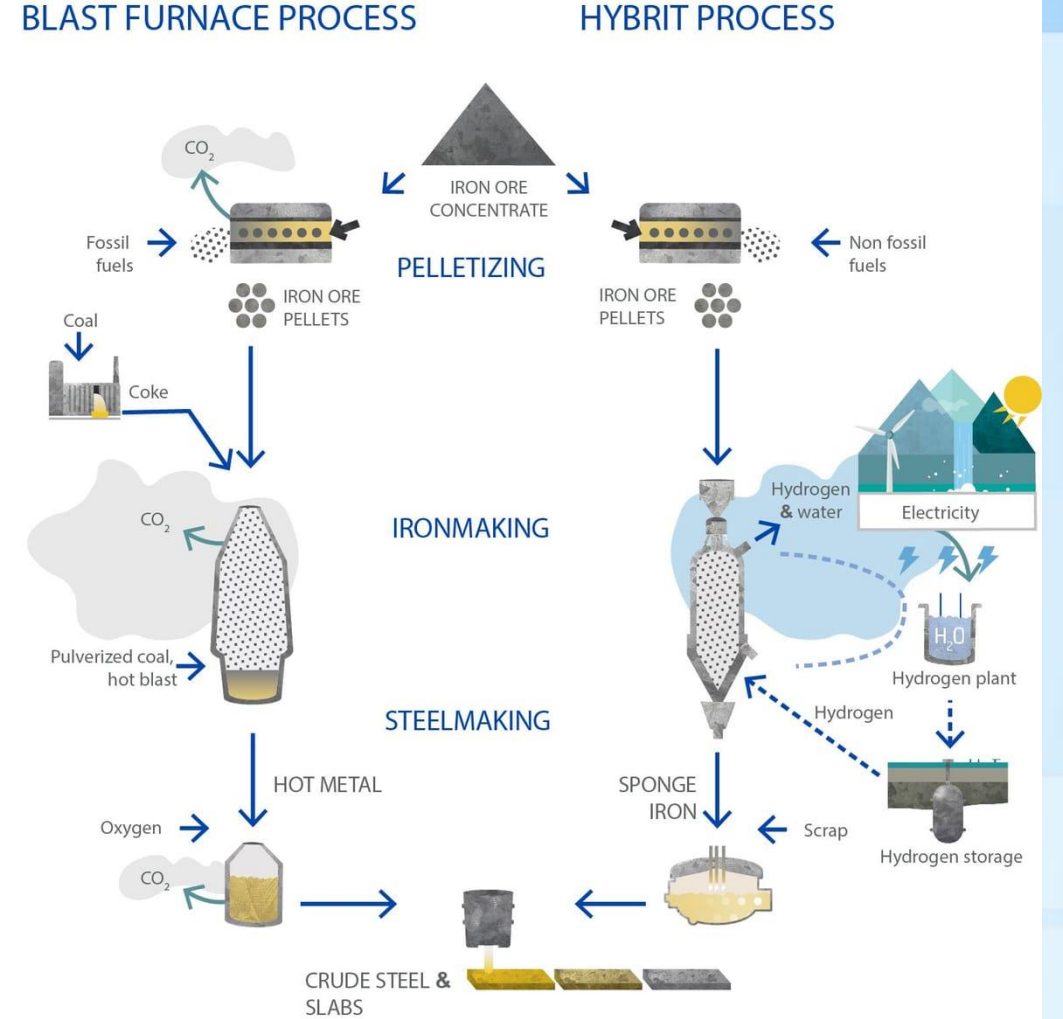 BLAST FURNACE PROCESS
HYBRIT PROCESS
CO2
IRON ORE
CONCENTRATE
Fossil
fuels
Non fossil
fuels
PELLETIZING
IRON ORE
PELLETS
IRON ORE
PELLETS
Coal
Coke
CO2
IRONMAKING
Hydrogen
& water
Electricity
H2O
Pulverized coal,
hot blast
Hydrogen plant
STEELMAKING
Hydrogen
HOT METAL
SPONGE
IRON
Oxygen
Scrap
Hydrogen storage
CO2
CRUDE STEEL &
SLABS